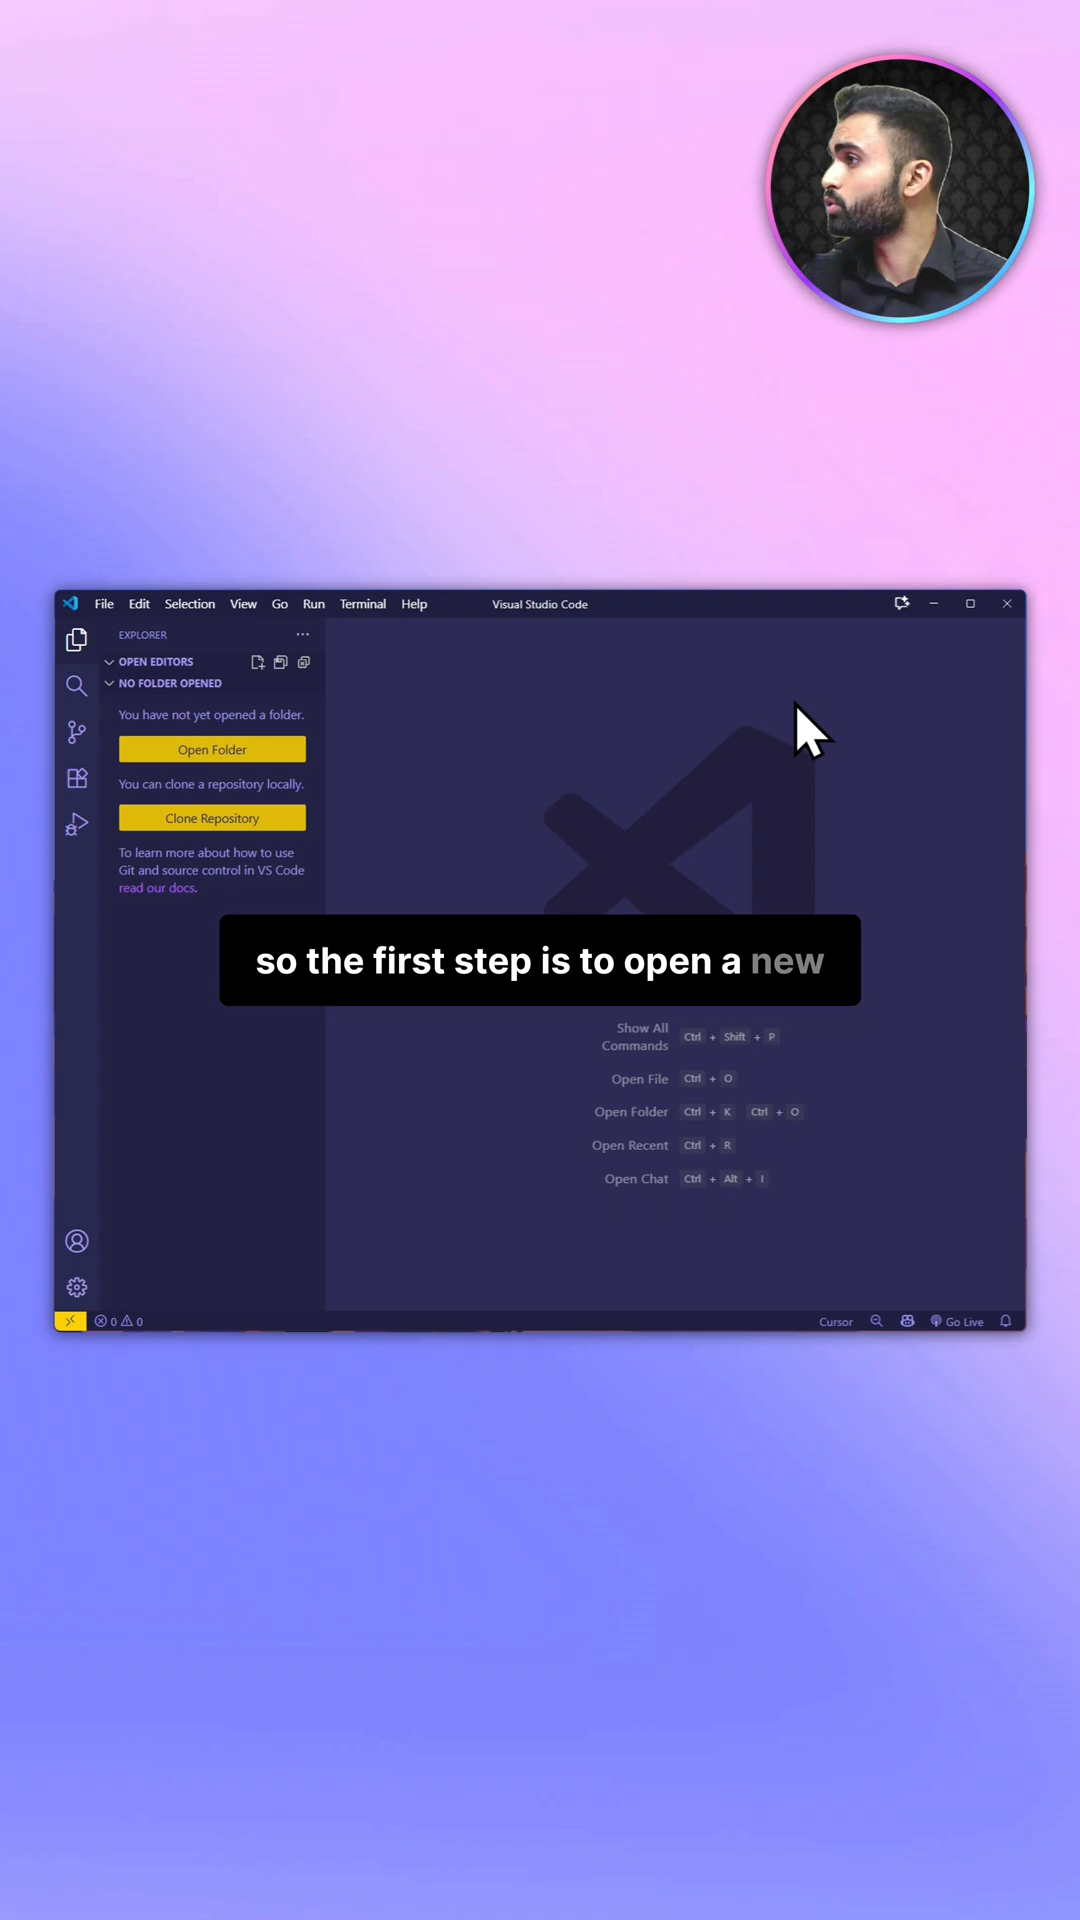 File Edit Selection View Go Run Terminal Help Visual Studio Code
EXPLORER
OPEN EDITORS
NO FOLDER OPENED
You have not yet opened a folder.
Open Folder
You can clone a repository locally.
Clone Repository
To learn more about how to use
Git and source control in VS Code
read our docs.
so the first step is to open a new
Show All
Commands Ctrl + Shift + P
Open File Ctrl + O
Open Folder Ctrl + K Ctrl + O
Open Recent Ctrl + R
Open Chat Ctrl + Alt + I
0 0 Cursor Go Live